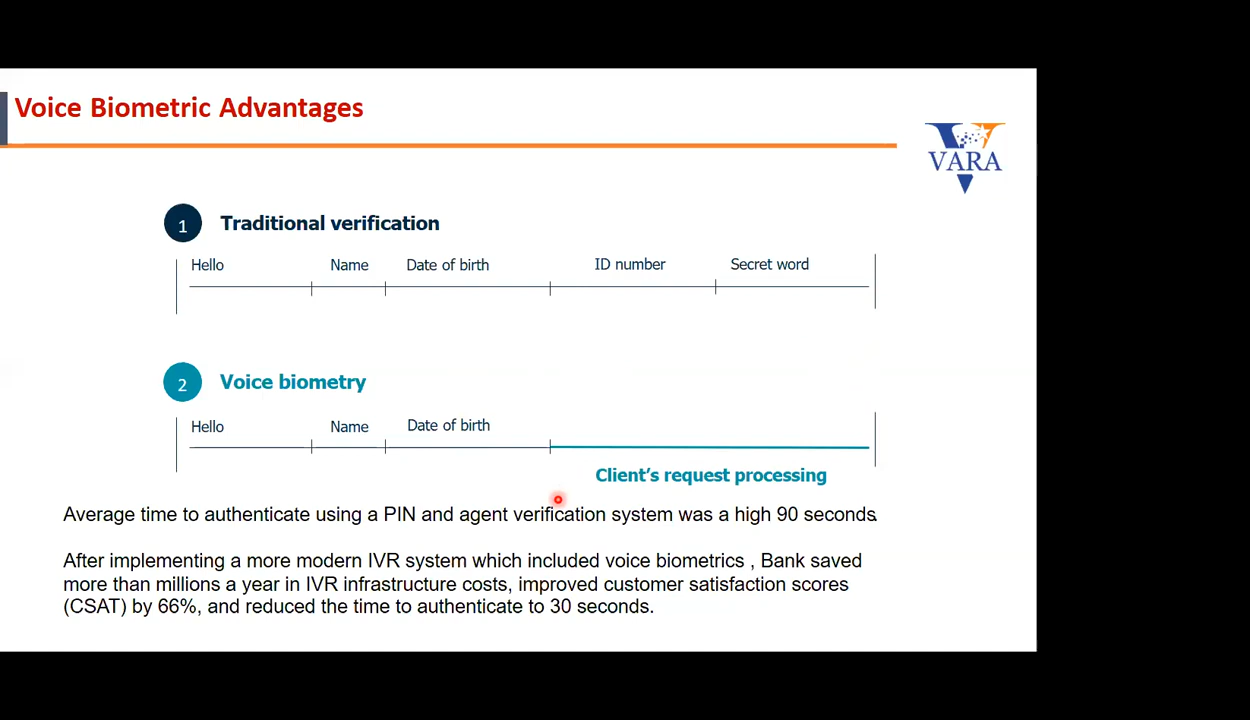 Voice Biometric Advantages
VARA
1 Traditional verification
Hello Name Date of birth ID number Secret word
2 Voice biometry
Hello Name Date of birth
Client’s request processing
Average time to authenticate using a PIN and agent verification system was a high 90 seconds.
After implementing a more modern IVR system which included voice biometrics , Bank saved
more than millions a year in IVR infrastructure costs, improved customer satisfaction scores
(CSAT) by 66%, and reduced the time to authenticate to 30 seconds.